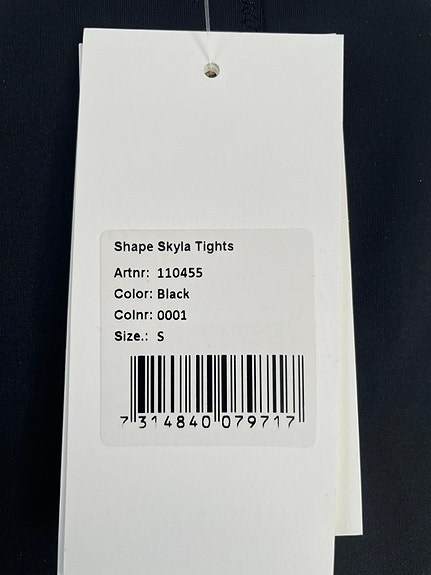 Shape Skyla Tights
Artnr: 110455
Color: Black
Colnr: 0001
Size.: S
7 314840 079717